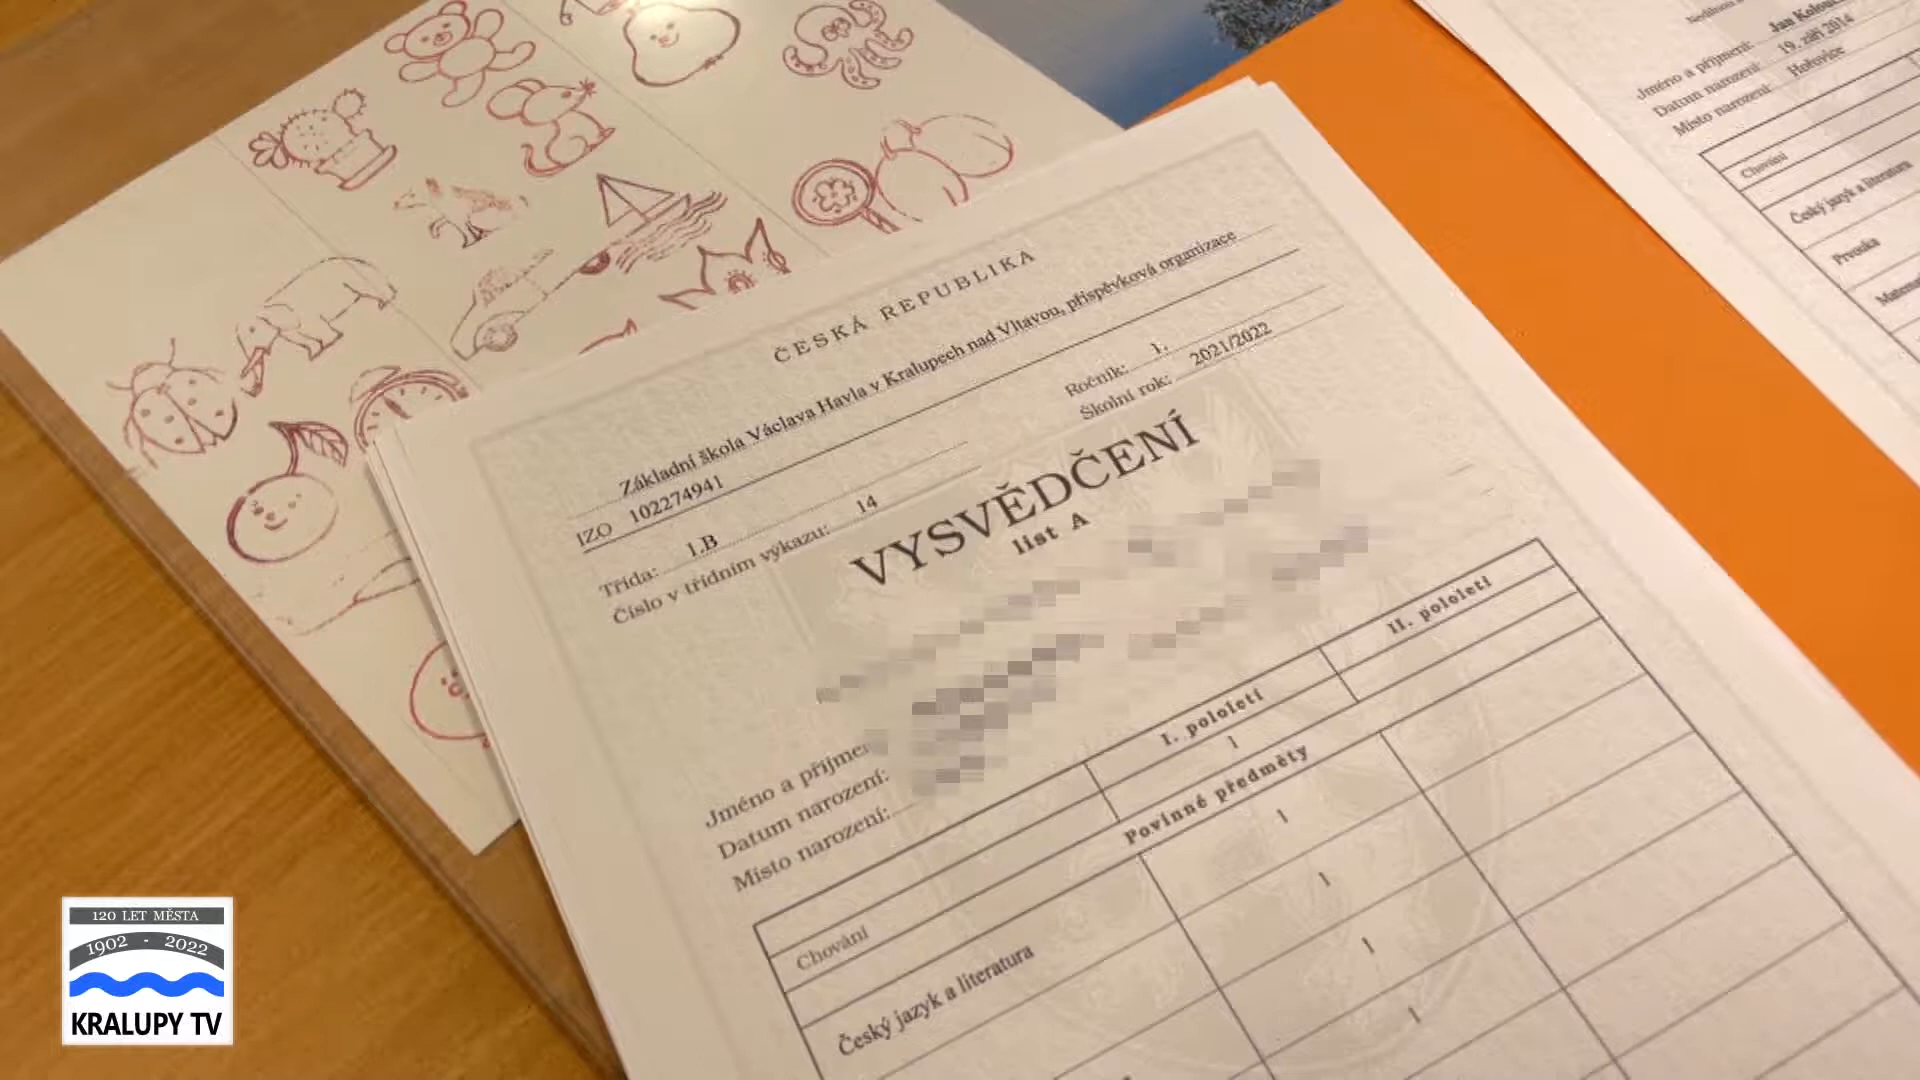 ČESKÁ REPUBLIKA
Základní škola Václava Havla v Kralupech nad Vltavou, příspěvková organizace
IZO 102274941
Ročník: 1.
Třída: 1.B
Školní rok: 2021/2022
Číslo v třídním výkazu: 14
VYSVĚDČENÍ
list A
Jméno a příjmení
Datum narození:
Místo narození:
I. pololetí
II. pololetí
Chování
1
Povinné předměty
Český jazyk a literatura
1
1
1
1
Jméno a příjmení: Jan
Datum narození: 19. září 2014
Místo narození: Hořovice
Chování
Český jazyk a literatura
Prvouka
120 LET MĚSTA
1902 - 2022
KRALUPY TV